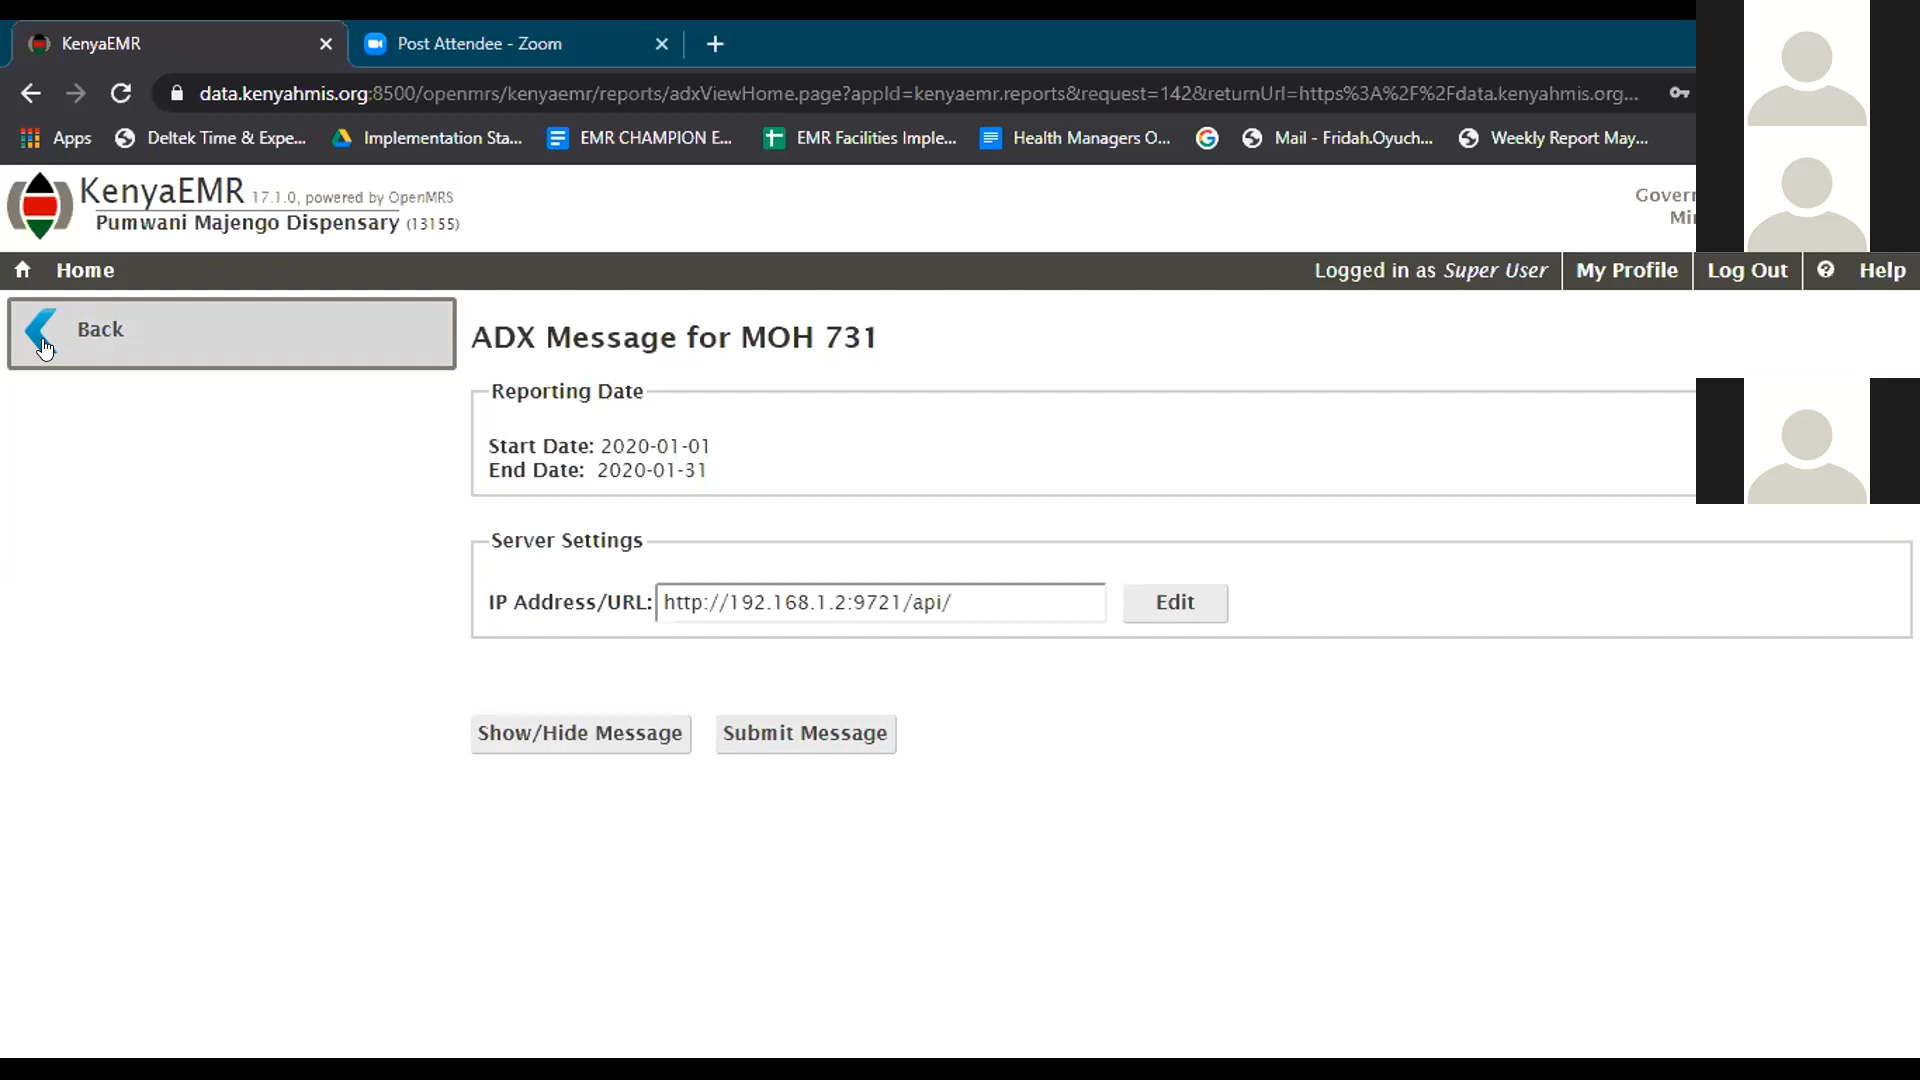 KenyaEMR
Post Attendee - Zoom
data.kenyahmis.org:8500/openmrs/kenyaemr/reports/adxViewHome.page?appId=kenyaemr.reports&request=142&returnUrl=https%3A%2F%2Fdata.kenyahmis.org...
Apps Deltek Time & Expe... Implementation Sta... EMR CHAMPION E... EMR Facilities Imple... Health Managers O... Mail - Fridah.Oyuch... Weekly Report May...
KenyaEMR 17.1.0, powered by OpenMRS
Pumwani Majengo Dispensary (13155)
Govern
Min
Home Logged in as Super User My Profile Log Out Help
Back
ADX Message for MOH 731
Reporting Date
Start Date: 2020-01-01
End Date: 2020-01-31
Server Settings
IP Address/URL: http://192.168.1.2:9721/api/ Edit
Show/Hide Message Submit Message